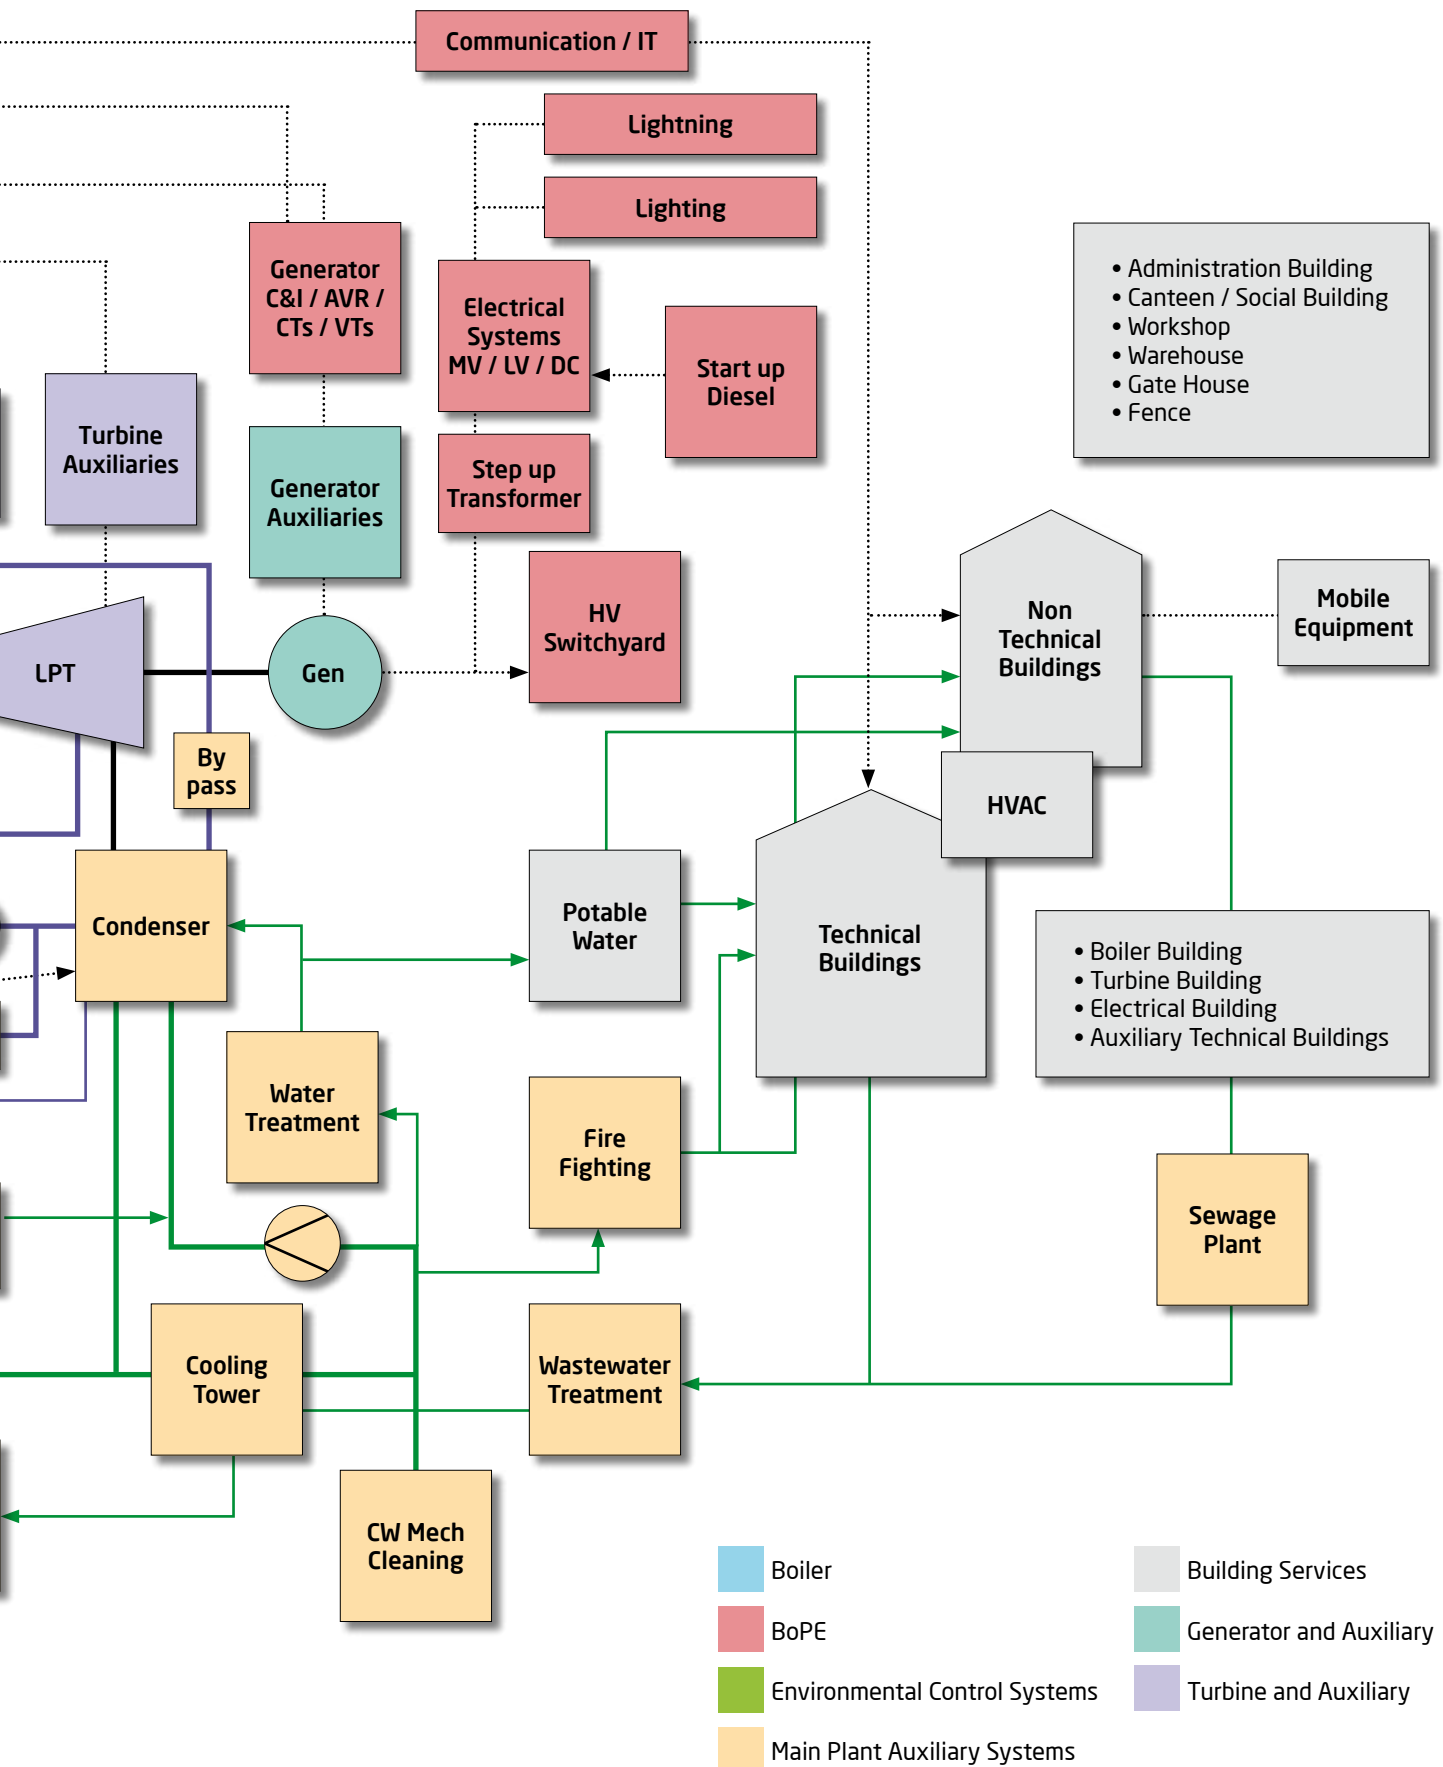 Communication / IT
Lightning
Lighting
Generator
C&I / AVR /
CTs / VTs
Electrical
Systems
MV / LV / DC
Start up
Diesel
• Administration Building
• Canteen / Social Building
• Workshop
• Warehouse
• Gate House
• Fence
Turbine
Auxiliaries
Generator
Auxiliaries
Step up
Transformer
HV
Switchyard
Non
Technical
Buildings
Mobile
Equipment
LPT
Gen
By
pass
HVAC
Condenser
Potable
Water
Technical
Buildings
• Boiler Building
• Turbine Building
• Electrical Building
• Auxiliary Technical Buildings
Water
Treatment
Fire
Fighting
Sewage
Plant
Cooling
Tower
Wastewater
Treatment
CW Mech
Cleaning
Boiler
BoPE
Environmental Control Systems
Main Plant Auxiliary Systems
Building Services
Generator and Auxiliary
Turbine and Auxiliary